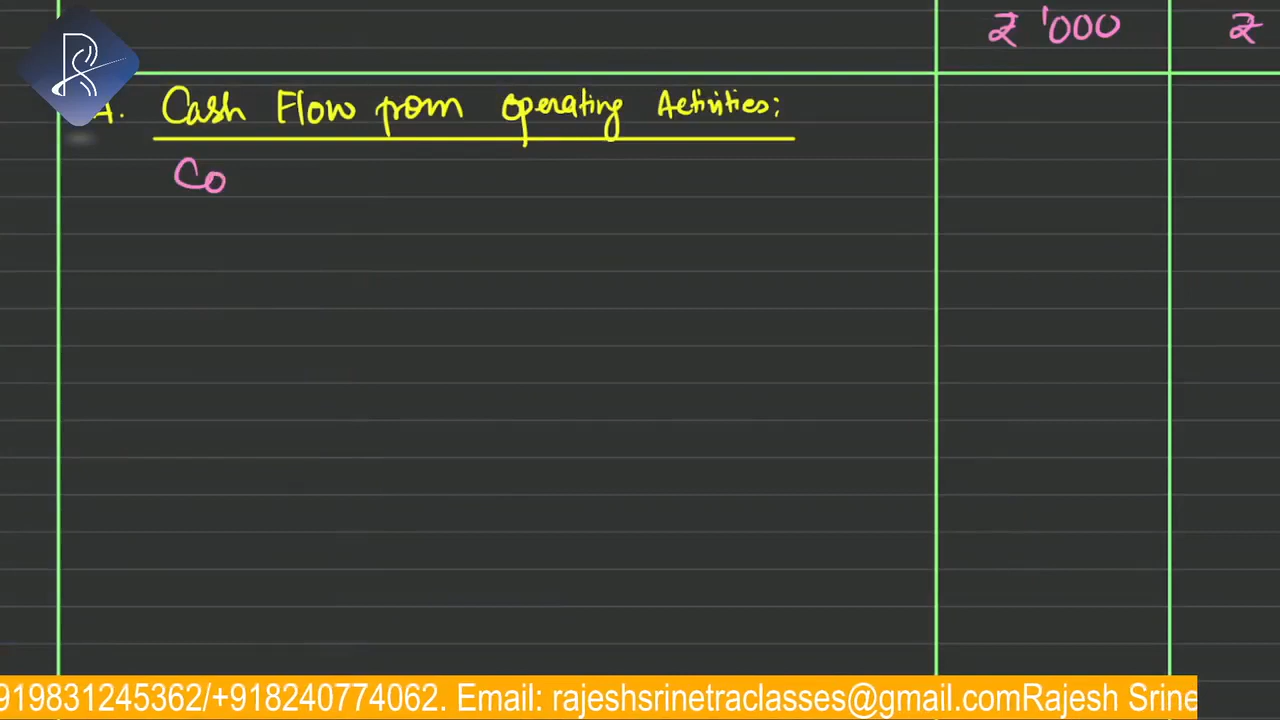 ₹ '000 ₹
A. Cash Flow from operating Activities:
Co
919831245362/+918240774062. Email: rajeshsrinetraclasses@gmail.comRajesh Srine